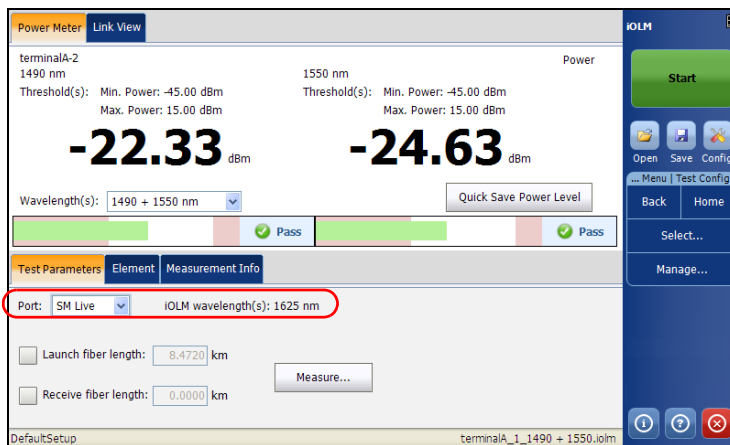 Power Meter Link View
terminalA-2 Power
1490 nm 1550 nm
Threshold(s): Min. Power: -45.00 dBm Threshold(s): Min. Power: -45.00 dBm
Max. Power: 15.00 dBm Max. Power: 15.00 dBm
-22.33 dBm -24.63 dBm
Wavelength(s): 1490 + 1550 nm Quick Save Power Level
Pass Pass
Test Parameters Element Measurement Info
Port: SM Live iOLM wavelength(s): 1625 nm
Launch fiber length: 8.4720 km
Measure...
Receive fiber length: 0.0000 km
DefaultSetup terminalA_1_1490 + 1550.iolm
iOLM
Start
Open Save Config
... Menu | Test Config
Back Home
Select...
Manage...